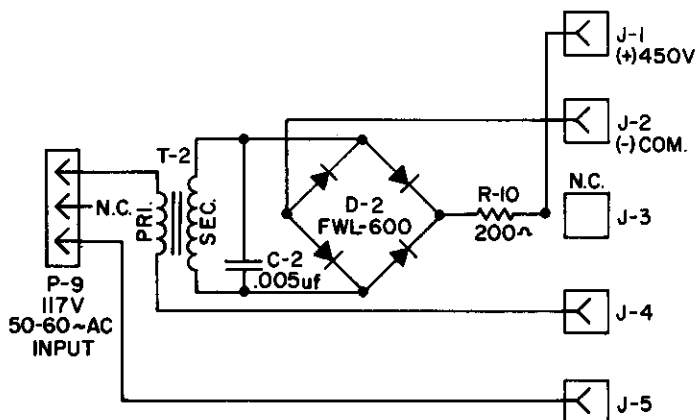 J-1
(+)450V
J-2
(-)COM.
N.C.
J-3
J-4
J-5
T-2
PRI.
SEC.
N.C.
P-9
117V
50-60~AC
INPUT
C-2
.005uf
D-2
FWL-600
R-10
200~